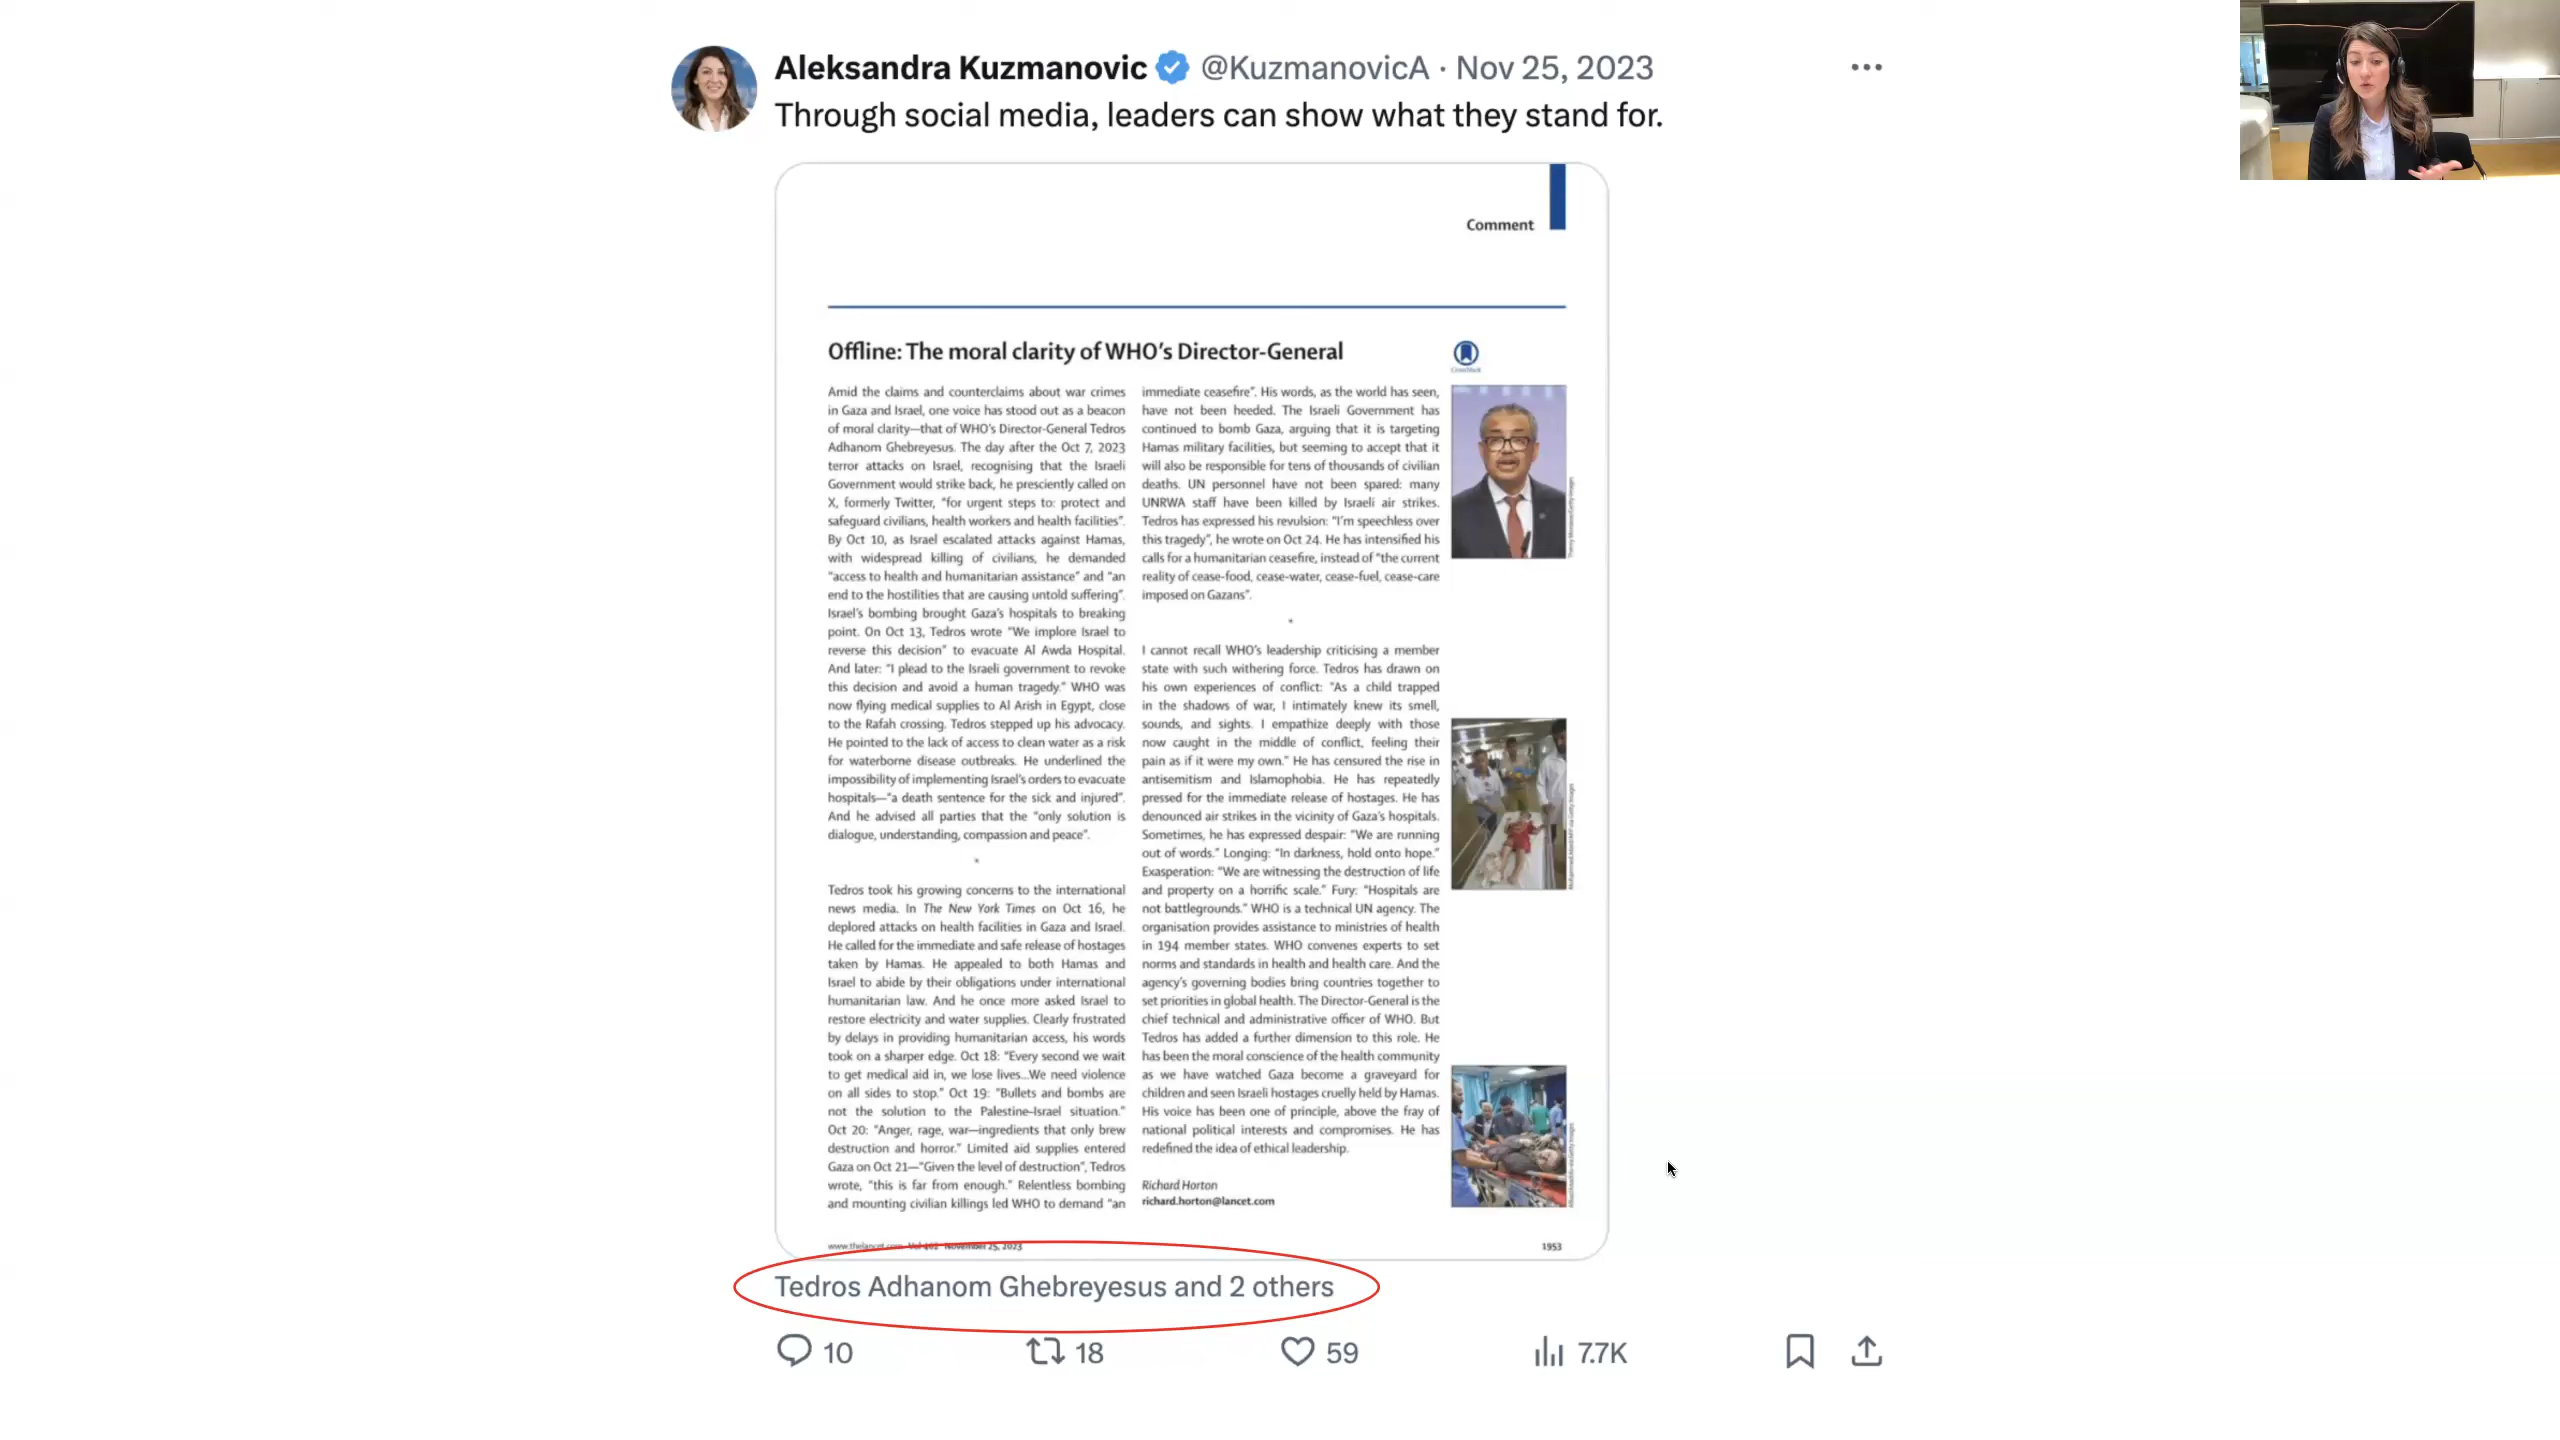 Aleksandra Kuzmanovic @KuzmanovicA · Nov 25, 2023
Through social media, leaders can show what they stand for.
Comment
Offline: The moral clarity of WHO's Director-General
Amid the claims and counterclaims about war crimes
in Gaza and Israel, one voice has stood out as a beacon
of moral clarity—that of WHO's Director-General Tedros
Adhanom Ghebreyesus. The day after the Oct 7, 2023
terror attacks on Israel, recognising that the Israeli
Government would strike back, he presciently called on
X, formerly Twitter, "for urgent steps to: protect and
safeguard civilians, health workers and health facilities".
By Oct 10, as Israel escalated attacks against Hamas,
with widespread killing of civilians, he demanded
"access to health and humanitarian assistance" and "an
end to the hostilities that are causing untold suffering".
Israel's bombing brought Gaza's hospitals to breaking
point. On Oct 13, Tedros wrote "We implore Israel to
reverse this decision" to evacuate Al Awda Hospital.
And later: "I plead to the Israeli government to revoke
this decision and avoid a human tragedy." WHO was
now flying medical supplies to Al Arish in Egypt, close
to the Rafah crossing. Tedros stepped up his advocacy.
He pointed to the lack of access to clean water as a risk
for waterborne disease outbreaks. He underlined the
impossibility of implementing Israel's orders to evacuate
hospitals—"a death sentence for the sick and injured".
And he advised all parties that the "only solution is
dialogue, understanding, compassion and peace".
*
Tedros took his growing concerns to the international
news media. In The New York Times on Oct 16, he
deplored attacks on health facilities in Gaza and Israel.
He called for the immediate and safe release of hostages
taken by Hamas. He appealed to both Hamas and
Israel to abide by their obligations under international
humanitarian law. And he once more asked Israel to
restore electricity and water supplies. Clearly frustrated
by delays in providing humanitarian access, his words
took on a sharper edge. Oct 18: "Every second we wait
to get medical aid in, we lose lives...We need violence
on all sides to stop." Oct 19: "Bullets and bombs are
not the solution to the Palestine–Israel situation."
Oct 20: "Anger, rage, war—ingredients that only brew
destruction and horror." Limited aid supplies entered
Gaza on Oct 21—"Given the level of destruction", Tedros
wrote, "this is far from enough." Relentless bombing
and mounting civilian killings led WHO to demand "an
immediate ceasefire". His words, as the world has seen,
have not been heeded. The Israeli Government has
continued to bomb Gaza, arguing that it is targeting
Hamas military facilities, but seeming to accept that it
will also be responsible for tens of thousands of civilian
deaths. UN personnel have not been spared: many
UNRWA staff have been killed by Israeli air strikes.
Tedros has expressed his revulsion: "I'm speechless over
this tragedy", he wrote on Oct 24. He has intensified his
calls for a humanitarian ceasefire, instead of "the current
reality of cease-food, cease-water, cease-fuel, cease-care
imposed on Gazans".
*
I cannot recall WHO's leadership criticising a member
state with such withering force. Tedros has drawn on
his own experiences of conflict: "As a child trapped
in the shadows of war, I intimately knew its smell,
sounds, and sights. I empathize deeply with those
now caught in the middle of conflict, feeling their
pain as if it were my own." He has censured the rise in
antisemitism and Islamophobia. He has repeatedly
pressed for the immediate release of hostages. He has
denounced air strikes in the vicinity of Gaza's hospitals.
Sometimes, he has expressed despair: "We are running
out of words." Longing: "In darkness, hold onto hope."
Exasperation: "We are witnessing the destruction of life
and property on a horrific scale." Fury: "Hospitals are
not battlegrounds." WHO is a technical UN agency. The
organisation provides assistance to ministries of health
in 194 member states. WHO convenes experts to set
norms and standards in health and health care. And the
agency's governing bodies bring countries together to
set priorities in global health. The Director-General is the
chief technical and administrative officer of WHO. But
Tedros has added a further dimension to this role. He
has been the moral conscience of the health community
as we have watched Gaza become a graveyard for
children and seen Israeli hostages cruelly held by Hamas.
His voice has been one of principle, above the fray of
national political interests and compromises. He has
redefined the idea of ethical leadership.
Richard Horton
richard.horton@lancet.com
www.thelancet.com Vol 402 November 25, 2023
1953
Tedros Adhanom Ghebreyesus and 2 others
10 18 59 7.7K